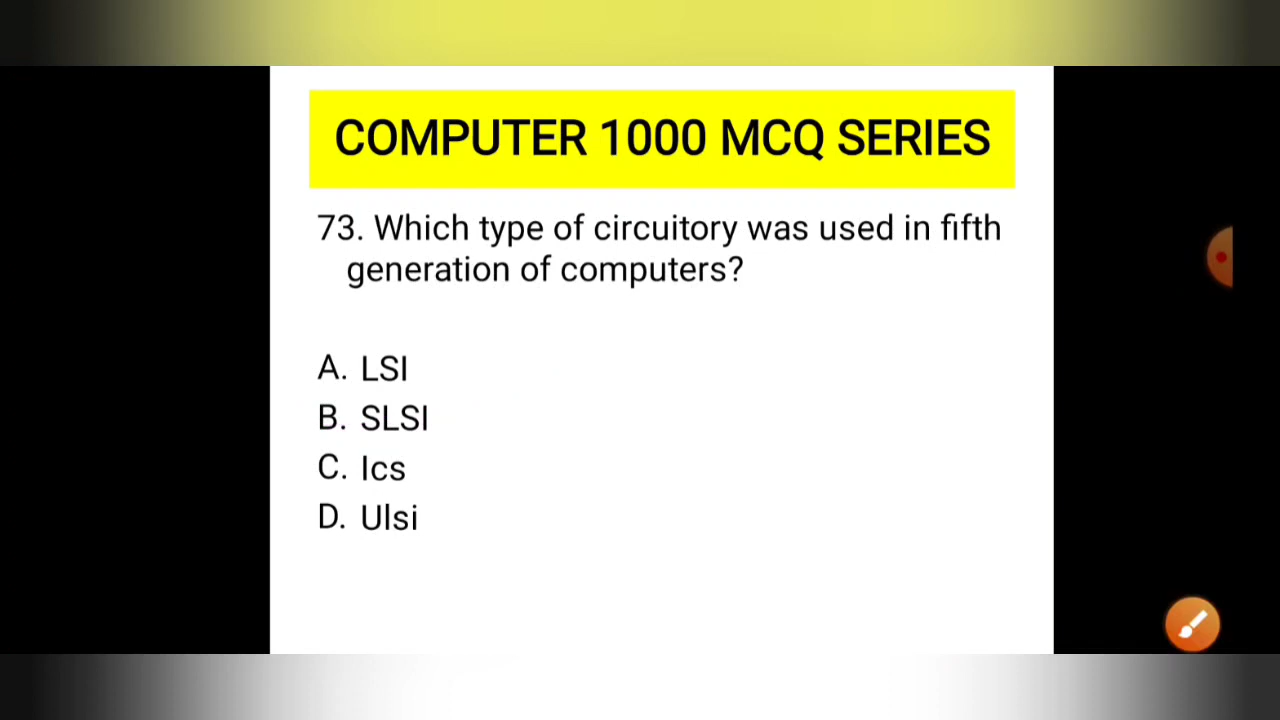 COMPUTER 1000 MCQ SERIES
73. Which type of circuitory was used in fifth
generation of computers?
A. LSI
B. SLSI
C. Ics
D. Ulsi